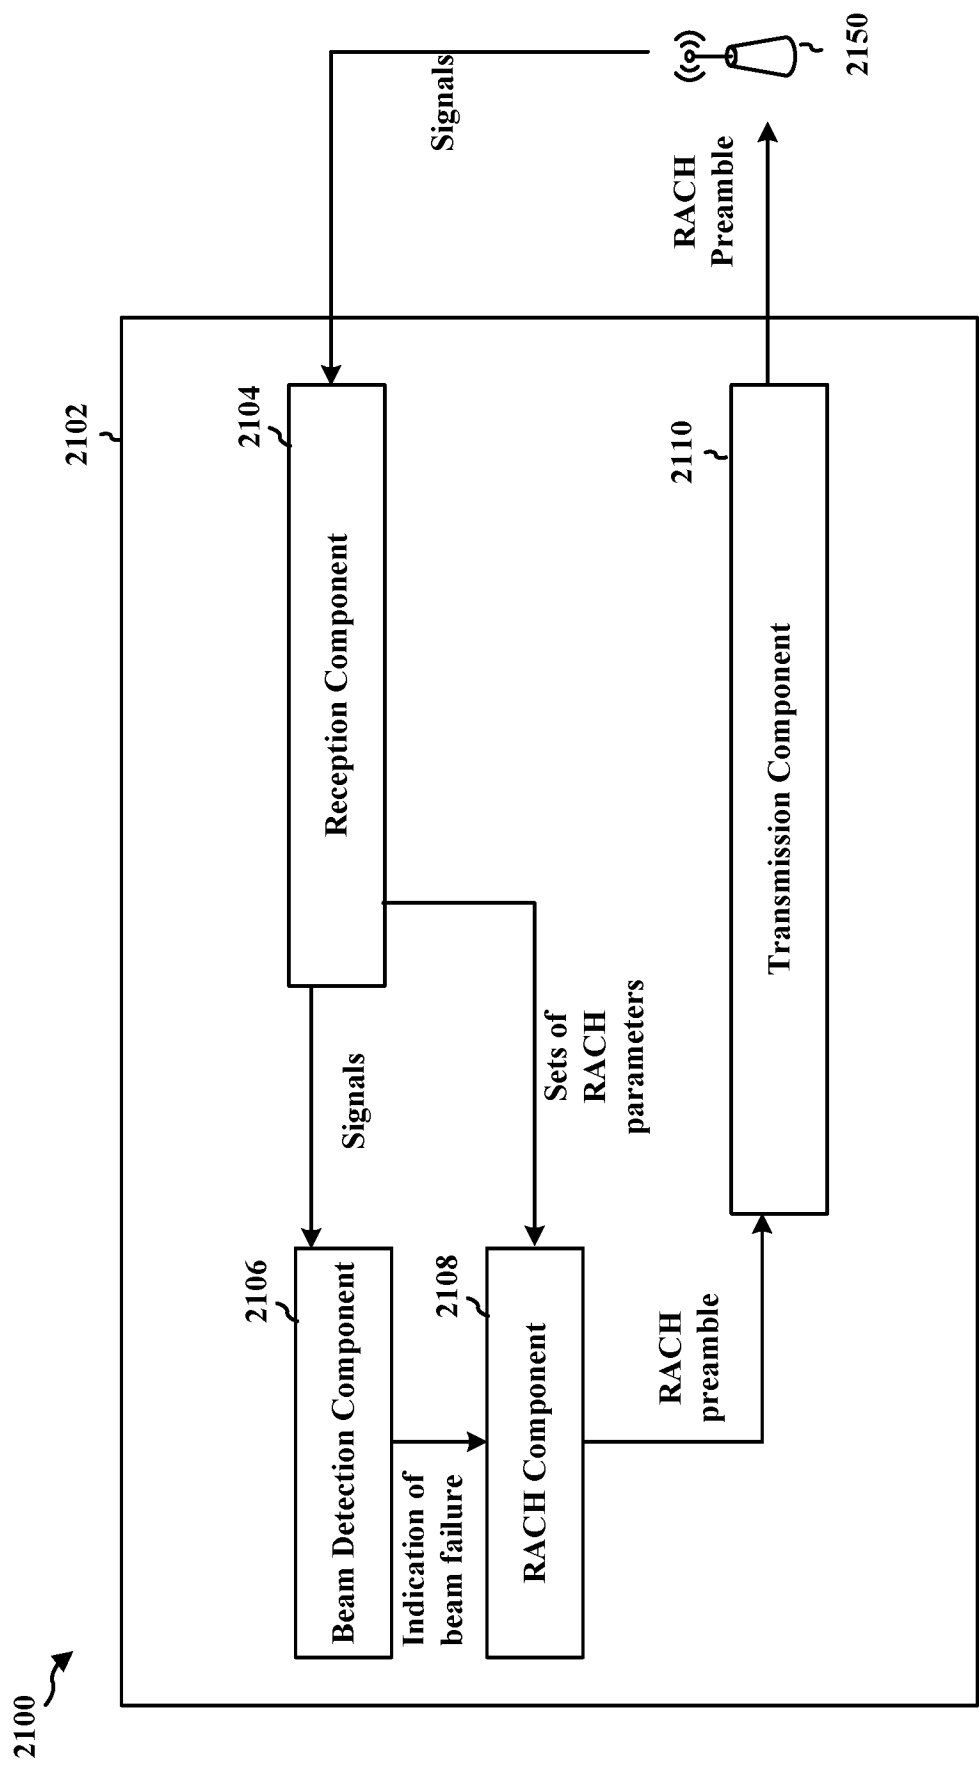 2100
2102
2104
Reception Component
Signals
2150
Signals
2106
Beam Detection Component
Indication of
beam failure
2108
RACH Component
Sets of
RACH
parameters
RACH
preamble
2110
Transmission Component
RACH
Preamble